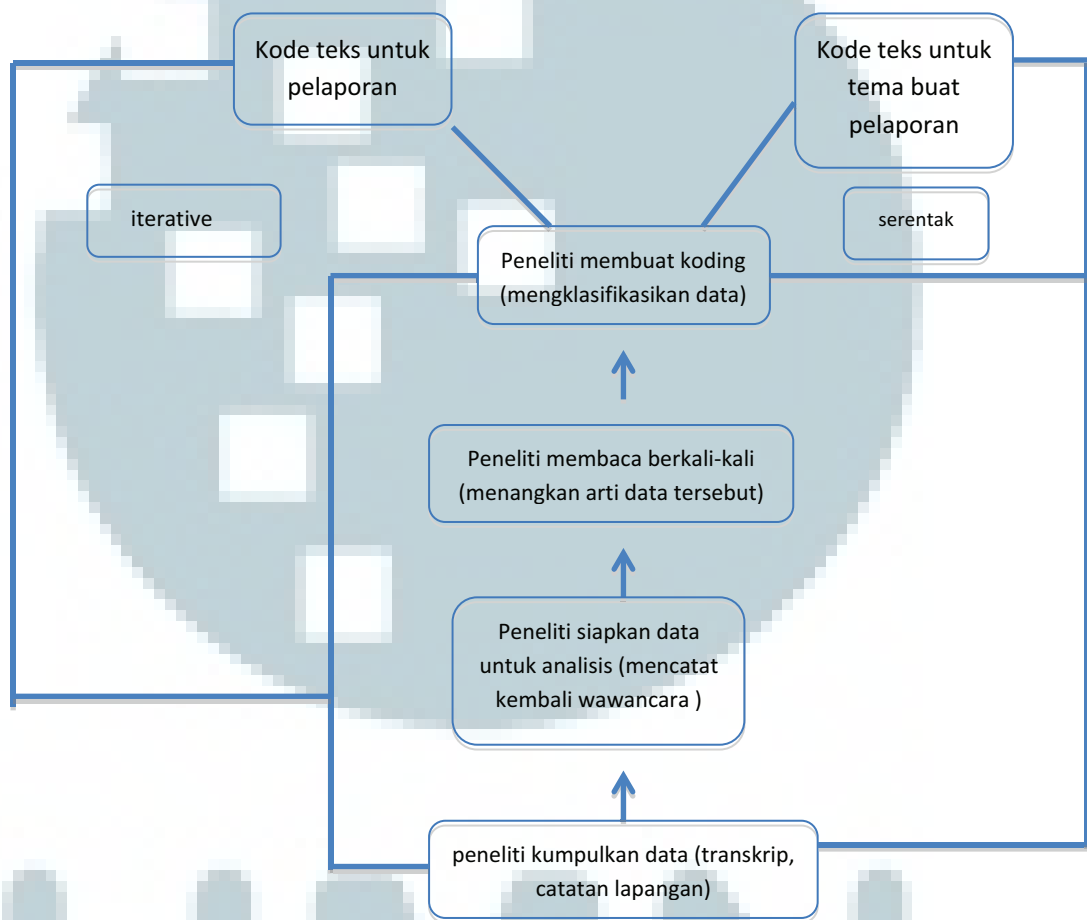 Kode teks untuk
pelaporan
Kode teks untuk
tema buat
pelaporan
iterative
serentak
Peneliti membuat koding
(mengklasifikasikan data)
Peneliti membaca berkali-kali
(menangkan arti data tersebut)
Peneliti siapkan data
untuk analisis (mencatat
kembali wawancara )
peneliti kumpulkan data (transkrip,
catatan lapangan)